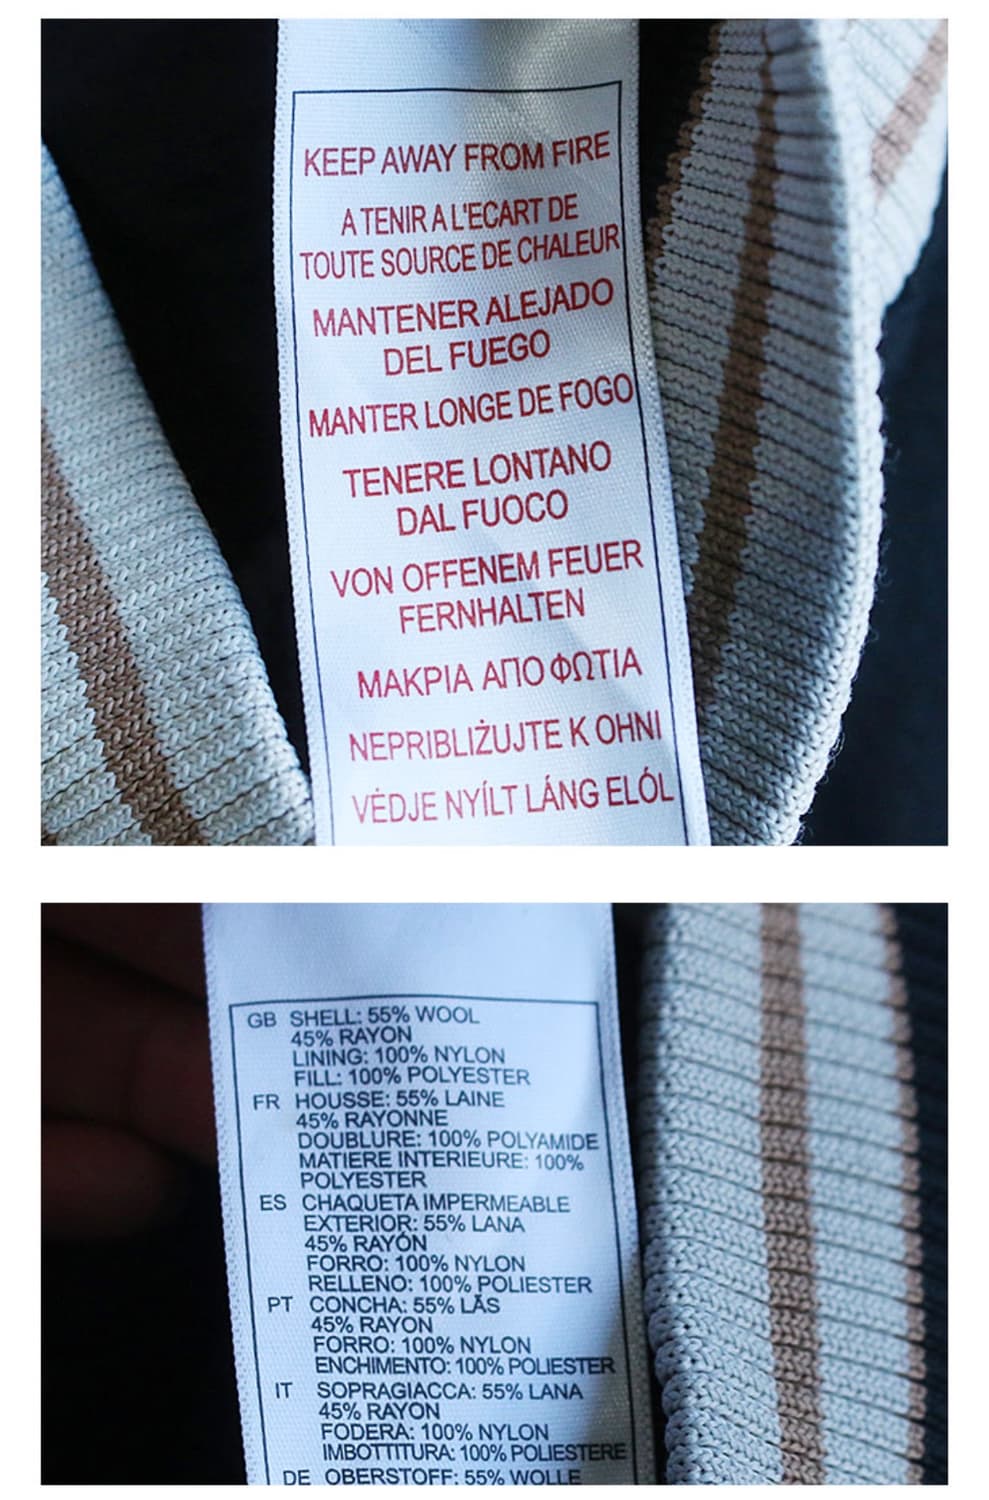 KEEP AWAY FROM FIRE
A TENIR A L'ECART DE
TOUTE SOURCE DE CHALEUR
MANTENER ALEJADO
DEL FUEGO
MANTER LONGE DE FOGO
TENERE LONTANO
DAL FUOCO
VON OFFENEM FEUER
FERNHALTEN
ΜΑΚΡΙΑ ΑΠΟ ΦΩΤΙΑ
NEPRIBLIŻUJTE K OHNI
VĖDJE NYÍLT LÁNG ELÓL
GB SHELL: 55% WOOL
45% RAYON
LINING: 100% NYLON
FILL: 100% POLYESTER
FR HOUSSE: 55% LAINE
45% RAYONNE
DOUBLURE: 100% POLYAMIDE
MATIERE INTERIEURE: 100%
POLYESTER
ES CHAQUETA IMPERMEABLE
EXTERIOR: 55% LANA
45% RAYÓN
FORRO: 100% NYLON
RELLENO: 100% POLIESTER
PT CONCHA: 55% LÃS
45% RAYON
FORRO: 100% NYLON
ENCHIMENTO: 100% POLIESTER
IT SOPRAGIACCA: 55% LANA
45% RAYON
FODERA: 100% NYLON
IMBOTTITURA: 100% POLIESTERE
DE OBERSTOFF: 55% WOLLE